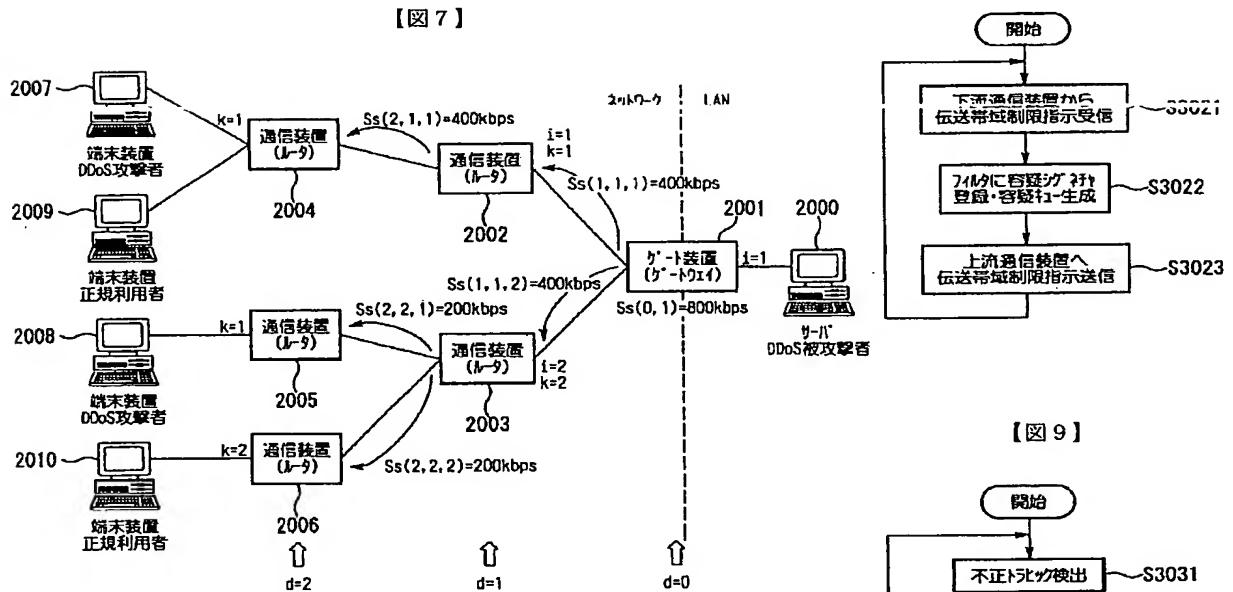 【図7】
2007
端末装置
DDoS攻撃者
2009
端末装置
正規利用者
2008
端末装置
DDoS攻撃者
2010
端末装置
正規利用者
k=1
通信装置
(ルータ)
2004
k=1
通信装置
(ルータ)
2005
k=2
通信装置
(ルータ)
2006
Ss(2,1,1)=400kbps
通信装置
(ルータ)
2002
i=1
k=1
Ss(2,2,1)=200kbps
通信装置
(ルータ)
2003
i=2
k=2
Ss(2,2,2)=200kbps
ネットワーク
LAN
Ss(1,1,1)=400kbps
Ss(1,1,2)=400kbps
2001
ゲート装置
(ゲートウェイ)
Ss(0,1)=800kbps
i=1
2000
サーバ
DDoS被攻撃者
d=2
d=1
d=0
開始
下流通信装置から
伝送帯域制限指示受信
S3021
フィルタに容疑シグネチャ
登録・容疑キュー生成
S3022
上流通信装置へ
伝送帯域制限指示送信
S3023
【図9】
開始
不正トラヒック検出
S3031